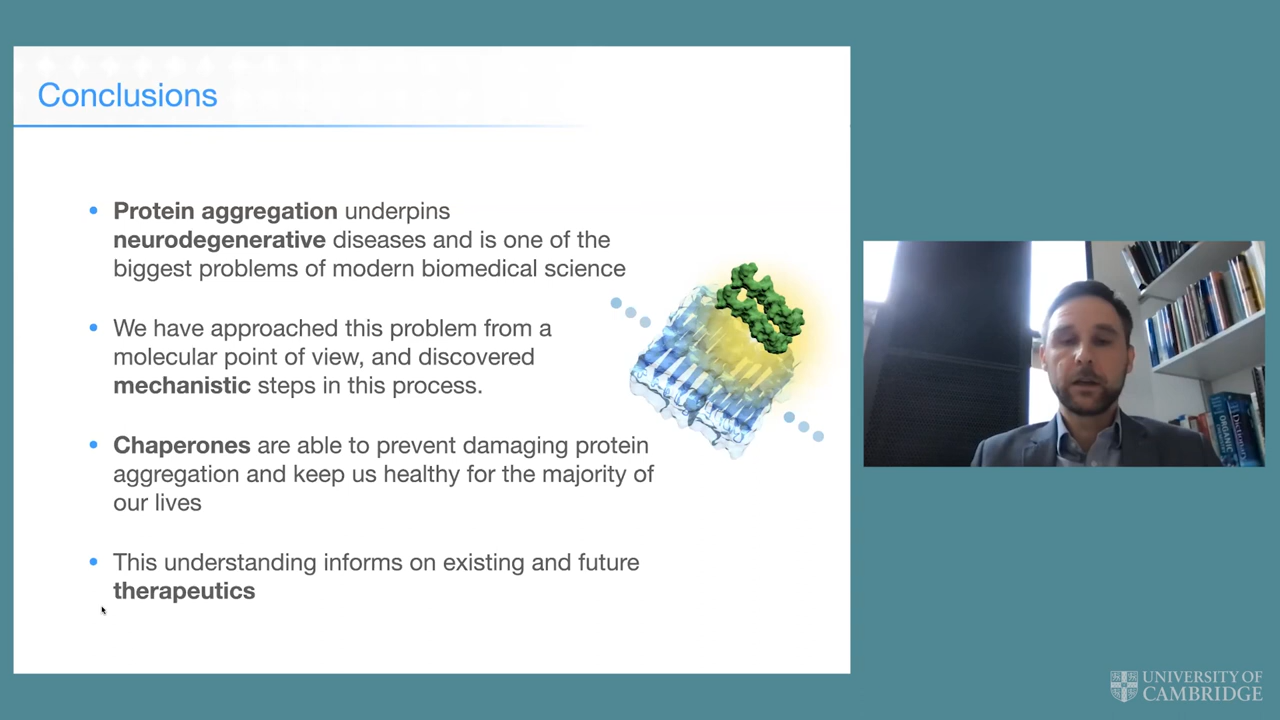 Conclusions
• Protein aggregation underpins
neurodegenerative diseases and is one of the
biggest problems of modern biomedical science
• We have approached this problem from a
molecular point of view, and discovered
mechanistic steps in this process.
• Chaperones are able to prevent damaging protein
aggregation and keep us healthy for the majority of
our lives
• This understanding informs on existing and future
therapeutics
ORGANIC
Dictionary
UNIVERSITY OF
CAMBRIDGE